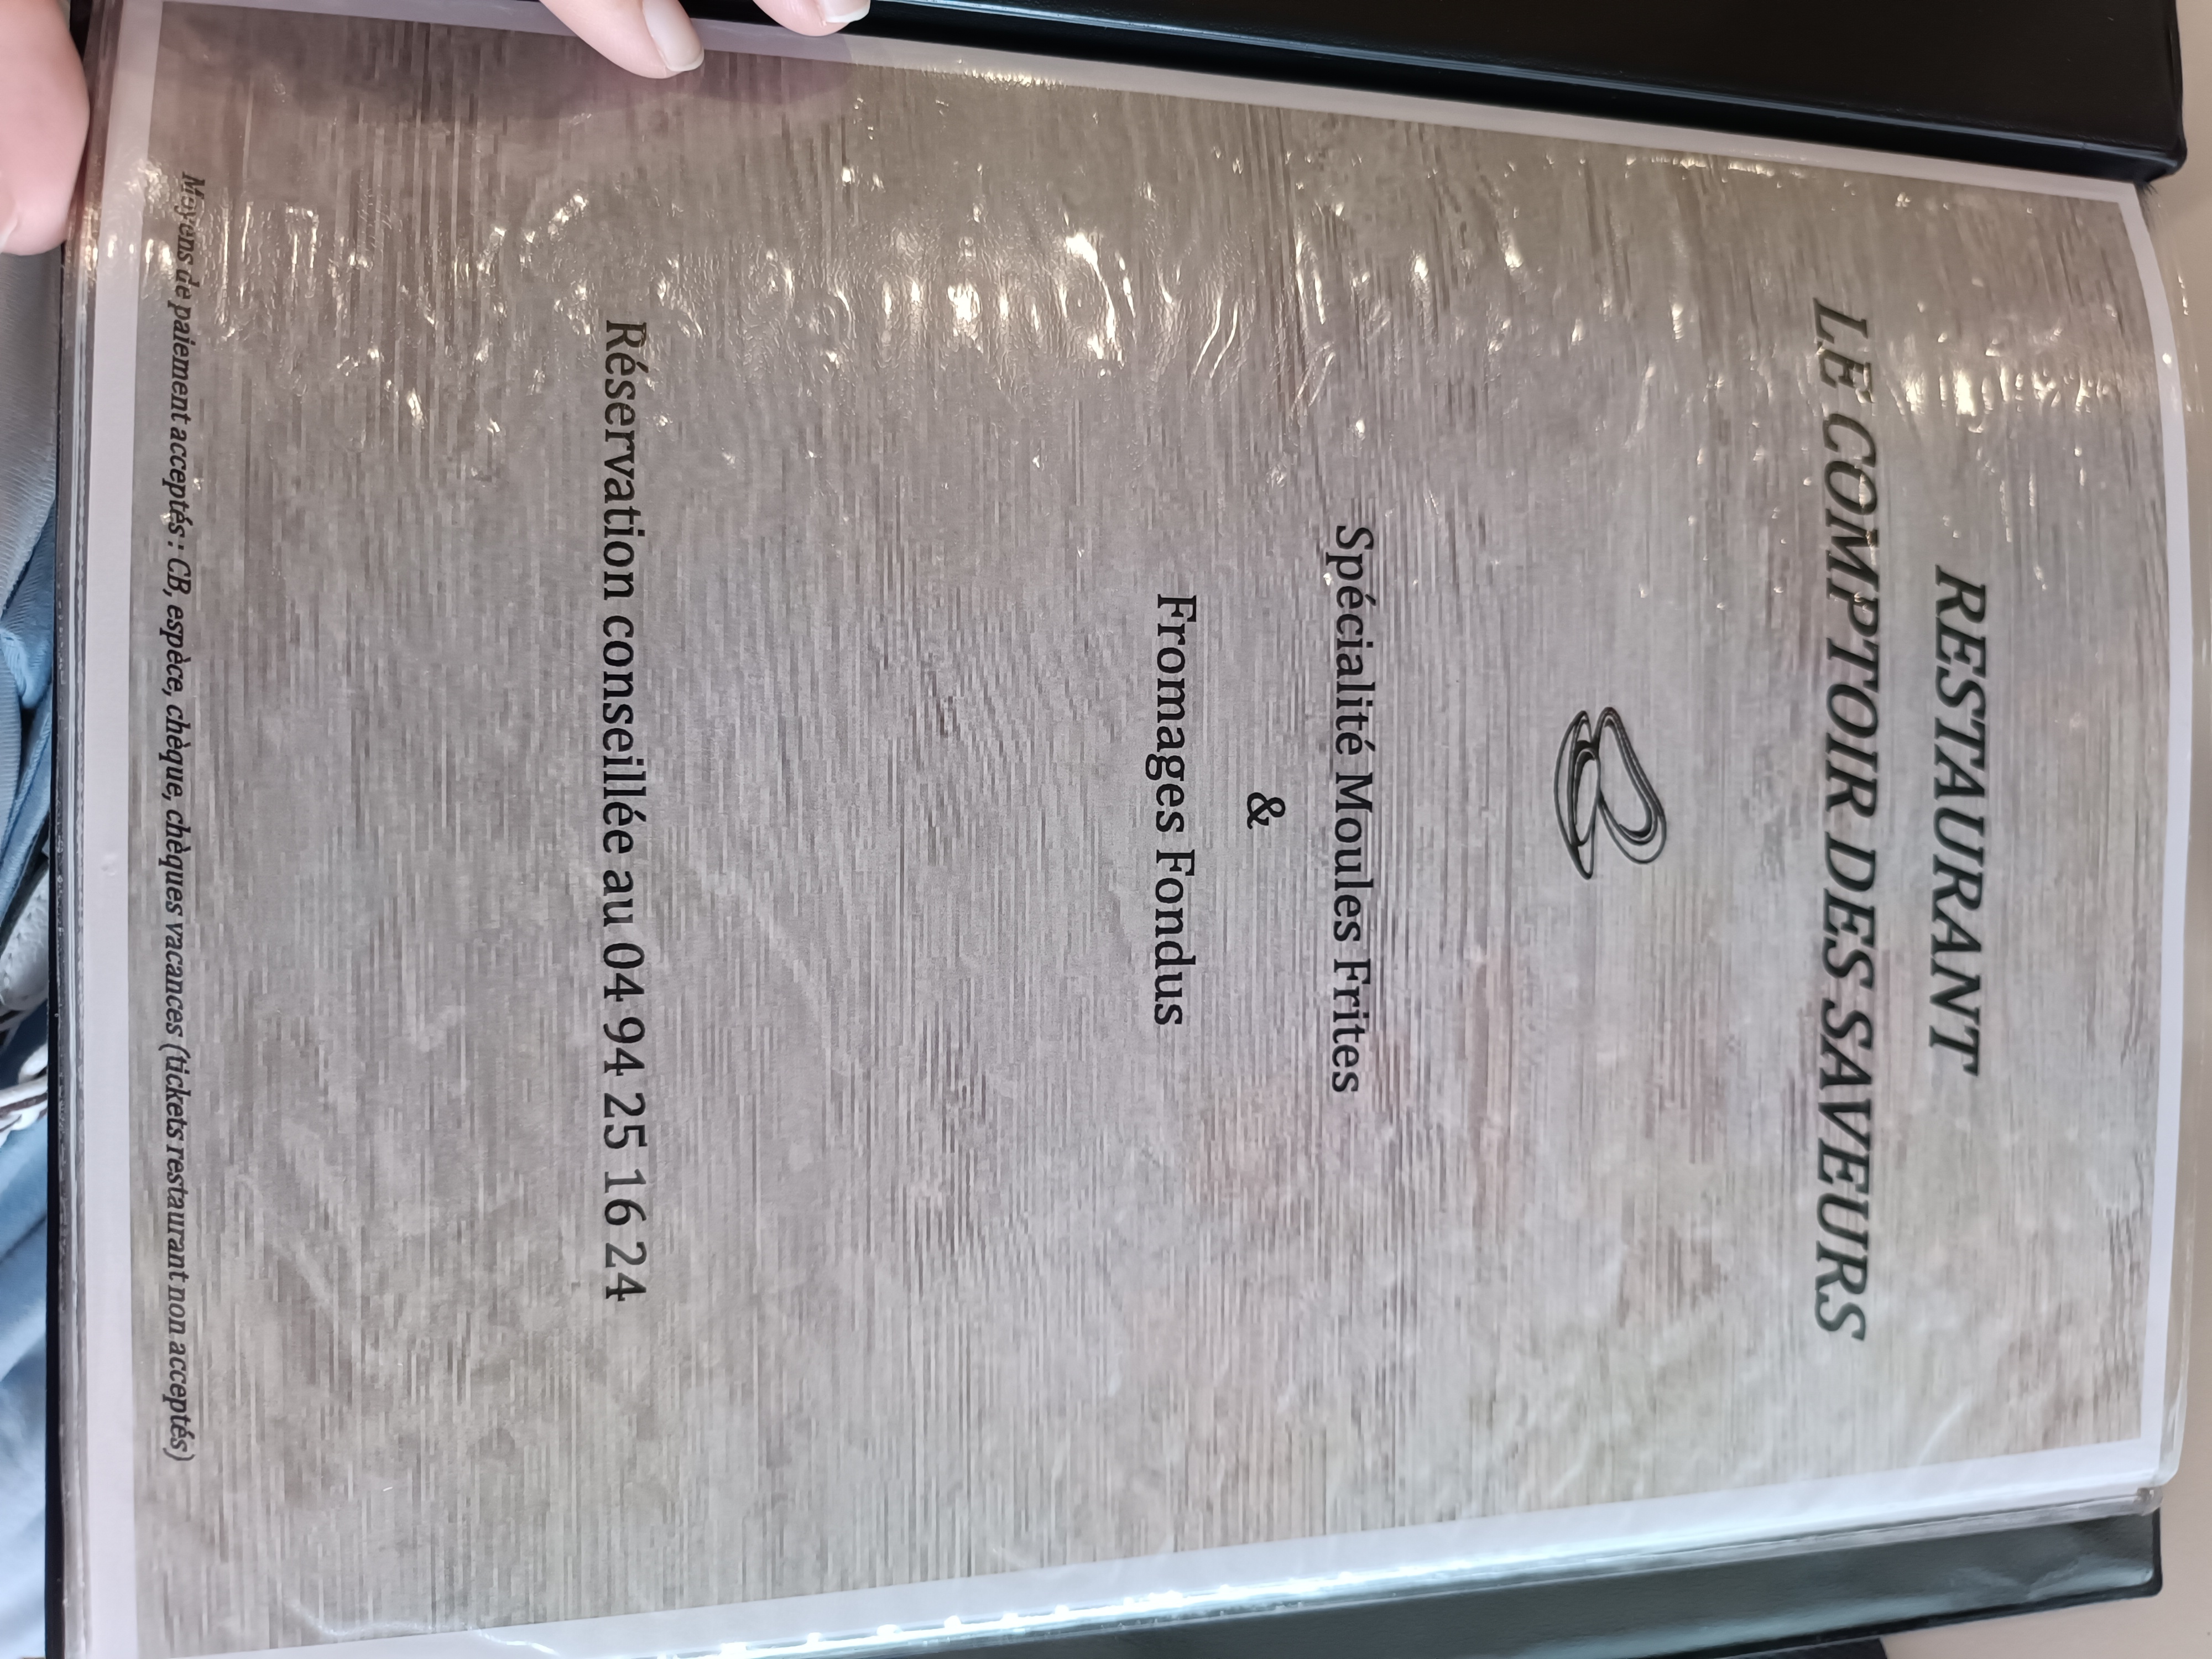 RESTAURANT
LE COMPTOIR DES SAVEURS
Spécialité Moules Frites
&
Fromages Fondus
Réservation conseillée au 04 94 25 16 24
Moyens de paiement acceptés : CB, espèce, chèque, chèques vacances (tickets restaurant non acceptés)